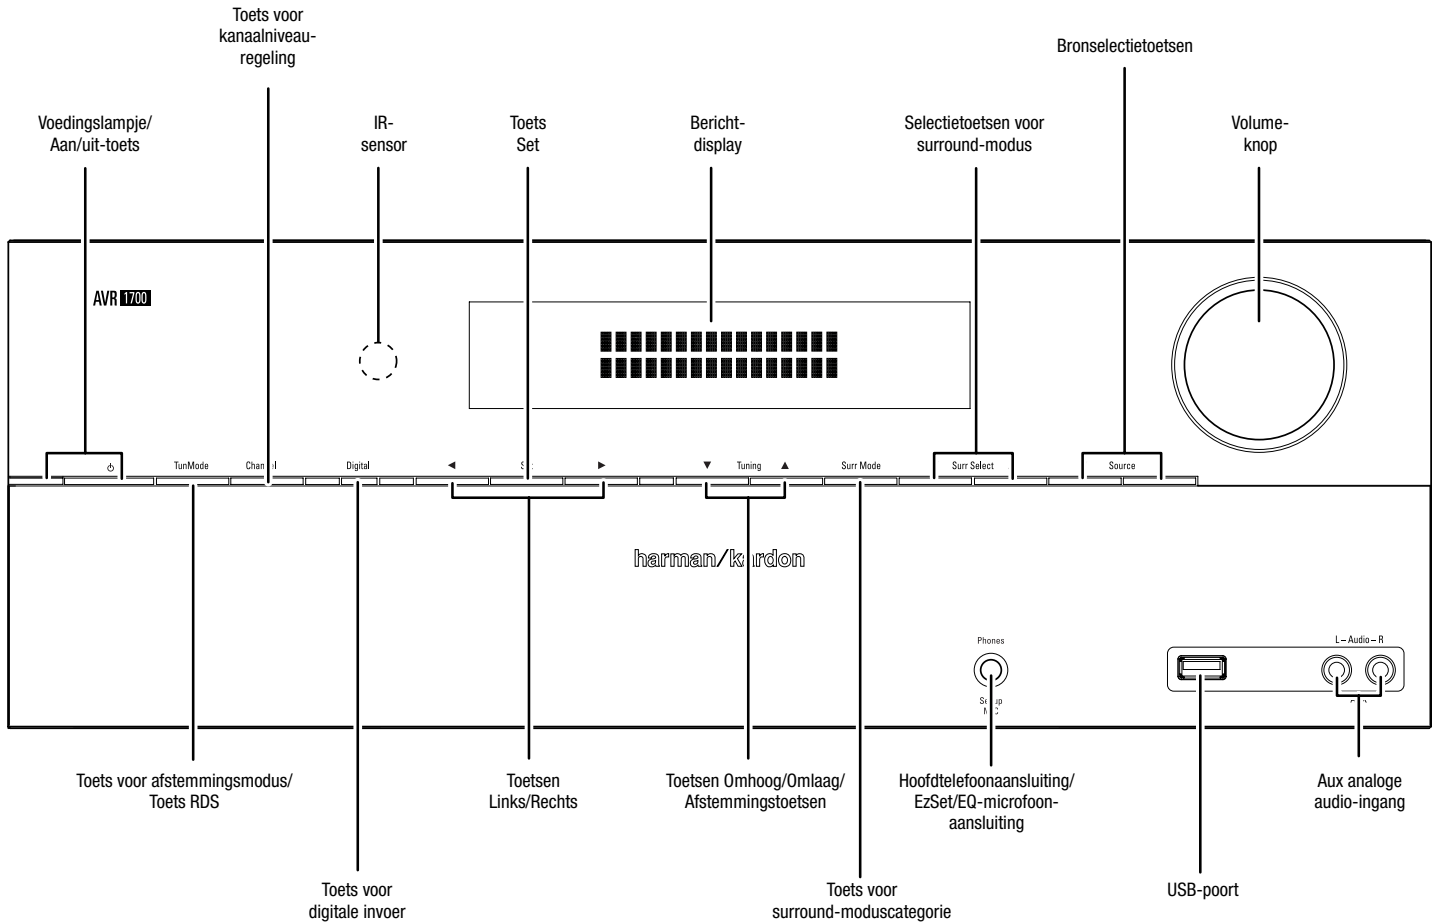 Toets voor
kanaalniveau-
regeling
Bronselectietoetsen
Voedingslampje/
Aan/uit-toets
IR-
sensor
Toets
Set
Bericht-
display
Selectietoetsen voor
surround-modus
Volume-
knop
AVR 1700
TunMode
Digital
Tuning
Surr Mode
Surr Select
Source
harman/kardon
Phones
L – Audio – R
Toets voor afstemmingsmodus/
Toets RDS
Toetsen
Links/Rechts
Toetsen Omhoog/Omlaag/
Afstemmingstoetsen
Hoofdtelefoonaansluiting/
EzSet/EQ-microfoon-
aansluiting
Aux analoge
audio-ingang
Toets voor
digitale invoer
Toets voor
surround-moduscategorie
USB-poort